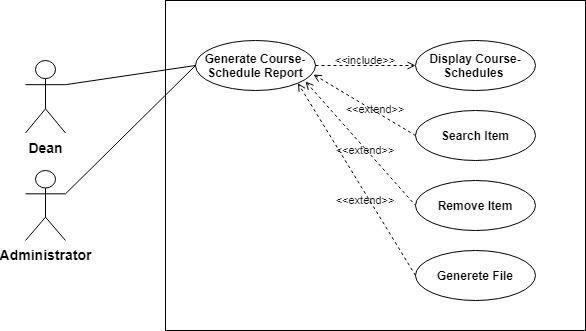 Generate Course-
Schedule Report
<<include>>
Display Course-
Schedules
<<extend>>
Search Item
Dean
<<extend>>
Remove Item
<<extend>>
Administrator
Generete File